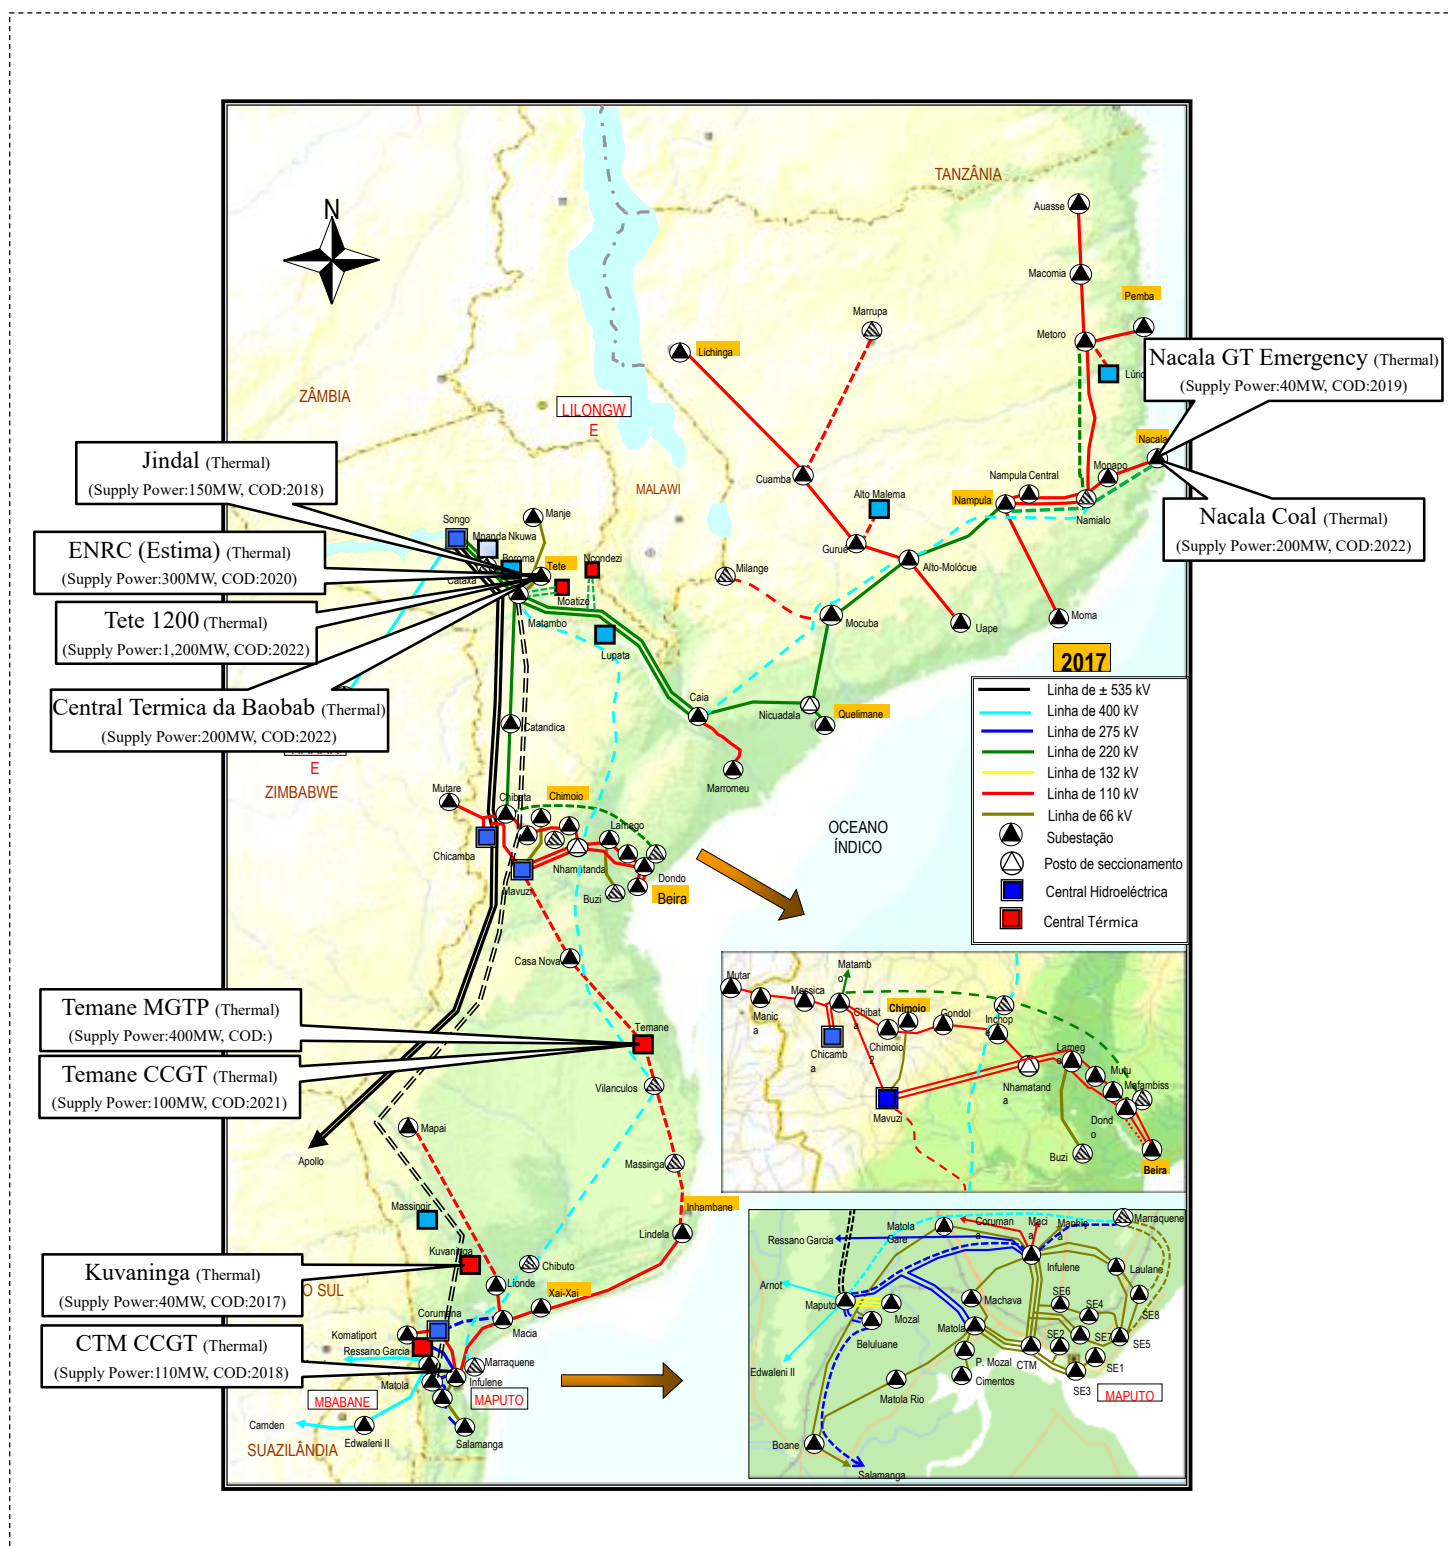 N
TANZÂNIA
Auasse
Macomia
Pemba
Metoro
Marrupa
Lichinga
Lúrio
ZÂMBIA
LILONGW
E
MALAWI
Nacala GT Emergency (Thermal)
(Supply Power:40MW, COD:2019)
Nacala
Monapo
Nampula Central
Nampula
Namialo
Cuamba
Alto Malema
Gurue
Alto-Molócue
Nacala Coal (Thermal)
(Supply Power:200MW, COD:2022)
Jindal (Thermal)
(Supply Power:150MW, COD:2018)
ENRC (Estima) (Thermal)
(Supply Power:300MW, COD:2020)
Tete 1200 (Thermal)
(Supply Power:1,200MW, COD:2022)
Central Termica da Baobab (Thermal)
(Supply Power:200MW, COD:2022)
Songo
Manje
Mpanda Nkuwa
Boroma
Tete
Ncondezi
Cataxa
Moatize
Matambo
Lupata
Milange
Mocuba
Uape
Moma
Caia
Nicuadala
Quelimane
Catandica
Marromeu
E
ZIMBABWE
Mutare
Chibata
Chimoio
Lamego
Chicamba
Mavuzi
Nhamatanda
Dondo
Buzi
Beira
OCEANO
ÍNDICO
2017
Linha de ± 535 kV
Linha de 400 kV
Linha de 275 kV
Linha de 220 kV
Linha de 132 kV
Linha de 110 kV
Linha de 66 kV
Subestação
Posto de seccionamento
Central Hidroeléctrica
Central Térmica
Casa Nova
Temane MGTP (Thermal)
(Supply Power:400MW, COD:)
Temane CCGT (Thermal)
(Supply Power:100MW, COD:2021)
Temane
Vilanculos
Mapai
Apollo
Massinga
Massingir
Inhambane
Lindela
Kuvaninga
Chibuto
Lionde
Xai-Xai
Macia
Kuvaninga (Thermal)
(Supply Power:40MW, COD:2017)
O SUL
CTM CCGT (Thermal)
(Supply Power:110MW, COD:2018)
Corumana
Komatiport
Ressano Garcia
Marraquene
Infulene
Matola
MBABANE
MAPUTO
Camden
Edwaleni II
Salamanga
SUAZILÂNDIA
Matamb
o
Mutar
Manic
a
Messica
Chibat
a
Chimoio
Chimoio
2
Gondol
Inchop
Chicamb
a
Lameg
Mutu
Mafambiss
Nhamatand
a
Dond
o
Mavuzi
Buzi
Beira
Matola
Gare
Coruman
a
Maci
a
Manhiça
Marraquene
Ressano Garcia
Infulene
Laulane
Arnot
Maputo
Mozal
Machava
SE6
SE4
SE8
Beluluane
Matola
SE2
SE7
SE5
CTM
SE1
Edwaleni II
P. Mozal
Cimentos
SE3
MAPUTO
Matola Rio
Boane
Salamanga